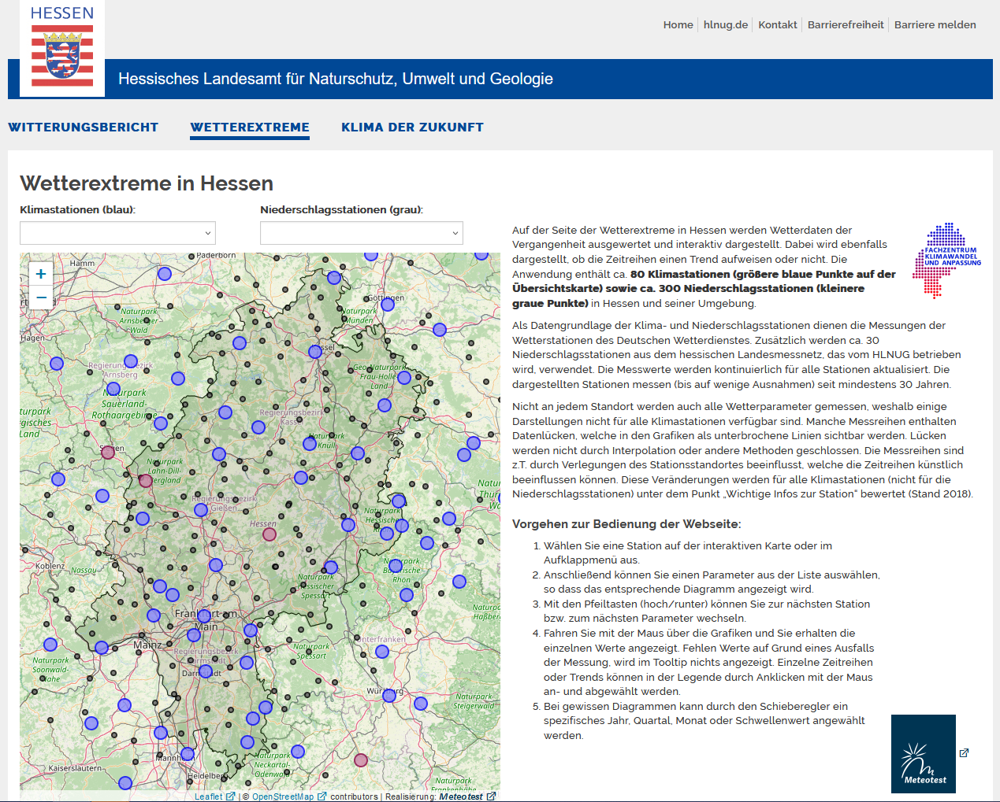 HESSEN
Home
hlnug.de
Kontakt
Barrierefreiheit
Barriere melden
Hessisches Landesamt für Naturschutz, Umwelt und Geologie
WITTERUNGSBERICHT
WETTEREXTREME
KLIMA DER ZUKUNFT
Wetterextreme in Hessen
Klimastationen (blau):
Niederschlagsstationen (grau):
Auf der Seite der Wetterextreme in Hessen werden Wetterdaten der
Vergangenheit ausgewertet und interaktiv dargestellt. Dabei wird ebenfalls
dargestellt, ob die Zeitreihen einen Trend aufweisen oder nicht. Die
Anwendung enthält ca. 80 Klimastationen (größere blaue Punkte auf der
Übersichtskarte) sowie ca. 300 Niederschlagsstationen (kleinere
graue Punkte) in Hessen und seiner Umgebung.
FACHZENTRUM
KLIMAWANDEL
UND ANPASSUNG
Als Datengrundlage der Klima- und Niederschlagsstationen dienen die Messungen der
Wetterstationen des Deutschen Wetterdienstes. Zusätzlich werden ca. 30
Niederschlagsstationen aus dem hessischen Landesmessnetz, das vom HLNUG betrieben
wird, verwendet. Die Messwerte werden kontinuierlich für alle Stationen aktualisiert. Die
dargestellten Stationen messen (bis auf wenige Ausnahmen) seit mindestens 30 Jahren.
Nicht an jedem Standort werden auch alle Wetterparameter gemessen, weshalb einige
Darstellungen nicht für alle Klimastationen verfügbar sind. Manche Messreihen enthalten
Datenlücken, welche in den Grafiken als unterbrochene Linien sichtbar werden. Lücken
werden nicht durch Interpolation oder andere Methoden geschlossen. Die Messreihen sind
z.T. durch Verlegungen des Stationsstandortes beeinflusst, welche die Zeitreihen künstlich
beeinflussen können. Diese Veränderungen werden für alle Klimastationen (nicht für die
Niederschlagsstationen) unter dem Punkt „Wichtige Infos zur Station“ bewertet (Stand 2018).
Vorgehen zur Bedienung der Webseite:
1. Wählen Sie eine Station auf der interaktiven Karte oder im
Aufklappmenü aus.
2. Anschließend können Sie einen Parameter aus der Liste auswählen,
so dass das entsprechende Diagramm angezeigt wird.
3. Mit den Pfeiltasten (hoch/runter) können Sie zur nächsten Station
bzw. zum nächsten Parameter wechseln.
4. Fahren Sie mit der Maus über die Grafiken und Sie erhalten die
einzelnen Werte angezeigt. Fehlen Werte auf Grund eines Ausfalls
der Messung, wird im Tooltip nichts angezeigt. Einzelne Zeitreihen
oder Trends können in der Legende durch Anklicken mit der Maus
an- und abgewählt werden.
5. Bei gewissen Diagrammen kann durch den Schieberegler ein
spezifisches Jahr, Quartal, Monat oder Schwellenwert angewählt
werden.
Meteotest
+
−
Paderborn
Hamm
Göttingen
Naturpark
Arnsberger
Wald
Naturpark
Münden
Hagen
Regierungsbezirk
Arnsberg
Geo-Naturpark
Frau-Holle-
Land
Naturpark
Sauerland-
Rothaargebirge
Regierungsbezirk
Kassel
Naturpark
Knüll
Siegen
Naturpark
Lahn-Dill-
Bergland
Regierungsbezirk
Gießen
Hessen
Naturpark
Koblenz
Nassau
Naturpark
Bayerische
Rhön
Naturpark
Hessischer
Spessart
Frankfurt am
Main
Mainz
Regierungsbezirk
Darmstadt
Darmstadt
Naturpark
Spessart
Unterfranken
Naturpark
Soonwald-
Nahe
Würzburg
Naturpark
Steigerwald
Kaiserslautern
Mannheim
Heidelberg
Naturpark
Neckartal-
Odenwald
Naturpark
Frankenhöhe
Leaflet | © OpenStreetMap contributors | Realisierung: Meteotest